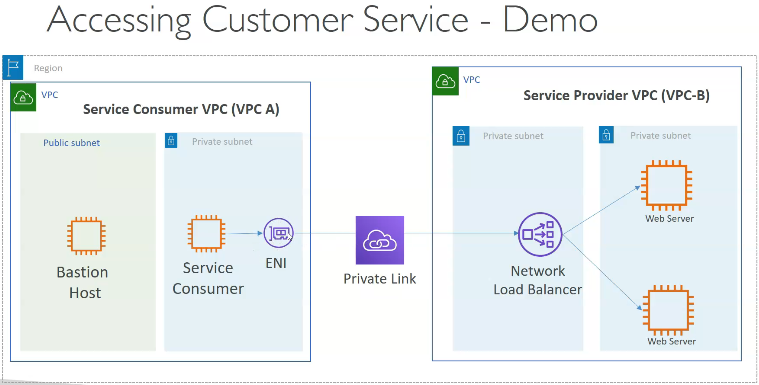 Accessing Customer Service - Demo
Region
VPC
Service Consumer VPC (VPC A)
Public subnet
Private subnet
Bastion
Host
Service
Consumer
ENI
Private Link
VPC
Service Provider VPC (VPC-B)
Private subnet
Private subnet
Network
Load Balancer
Web Server
Web Server